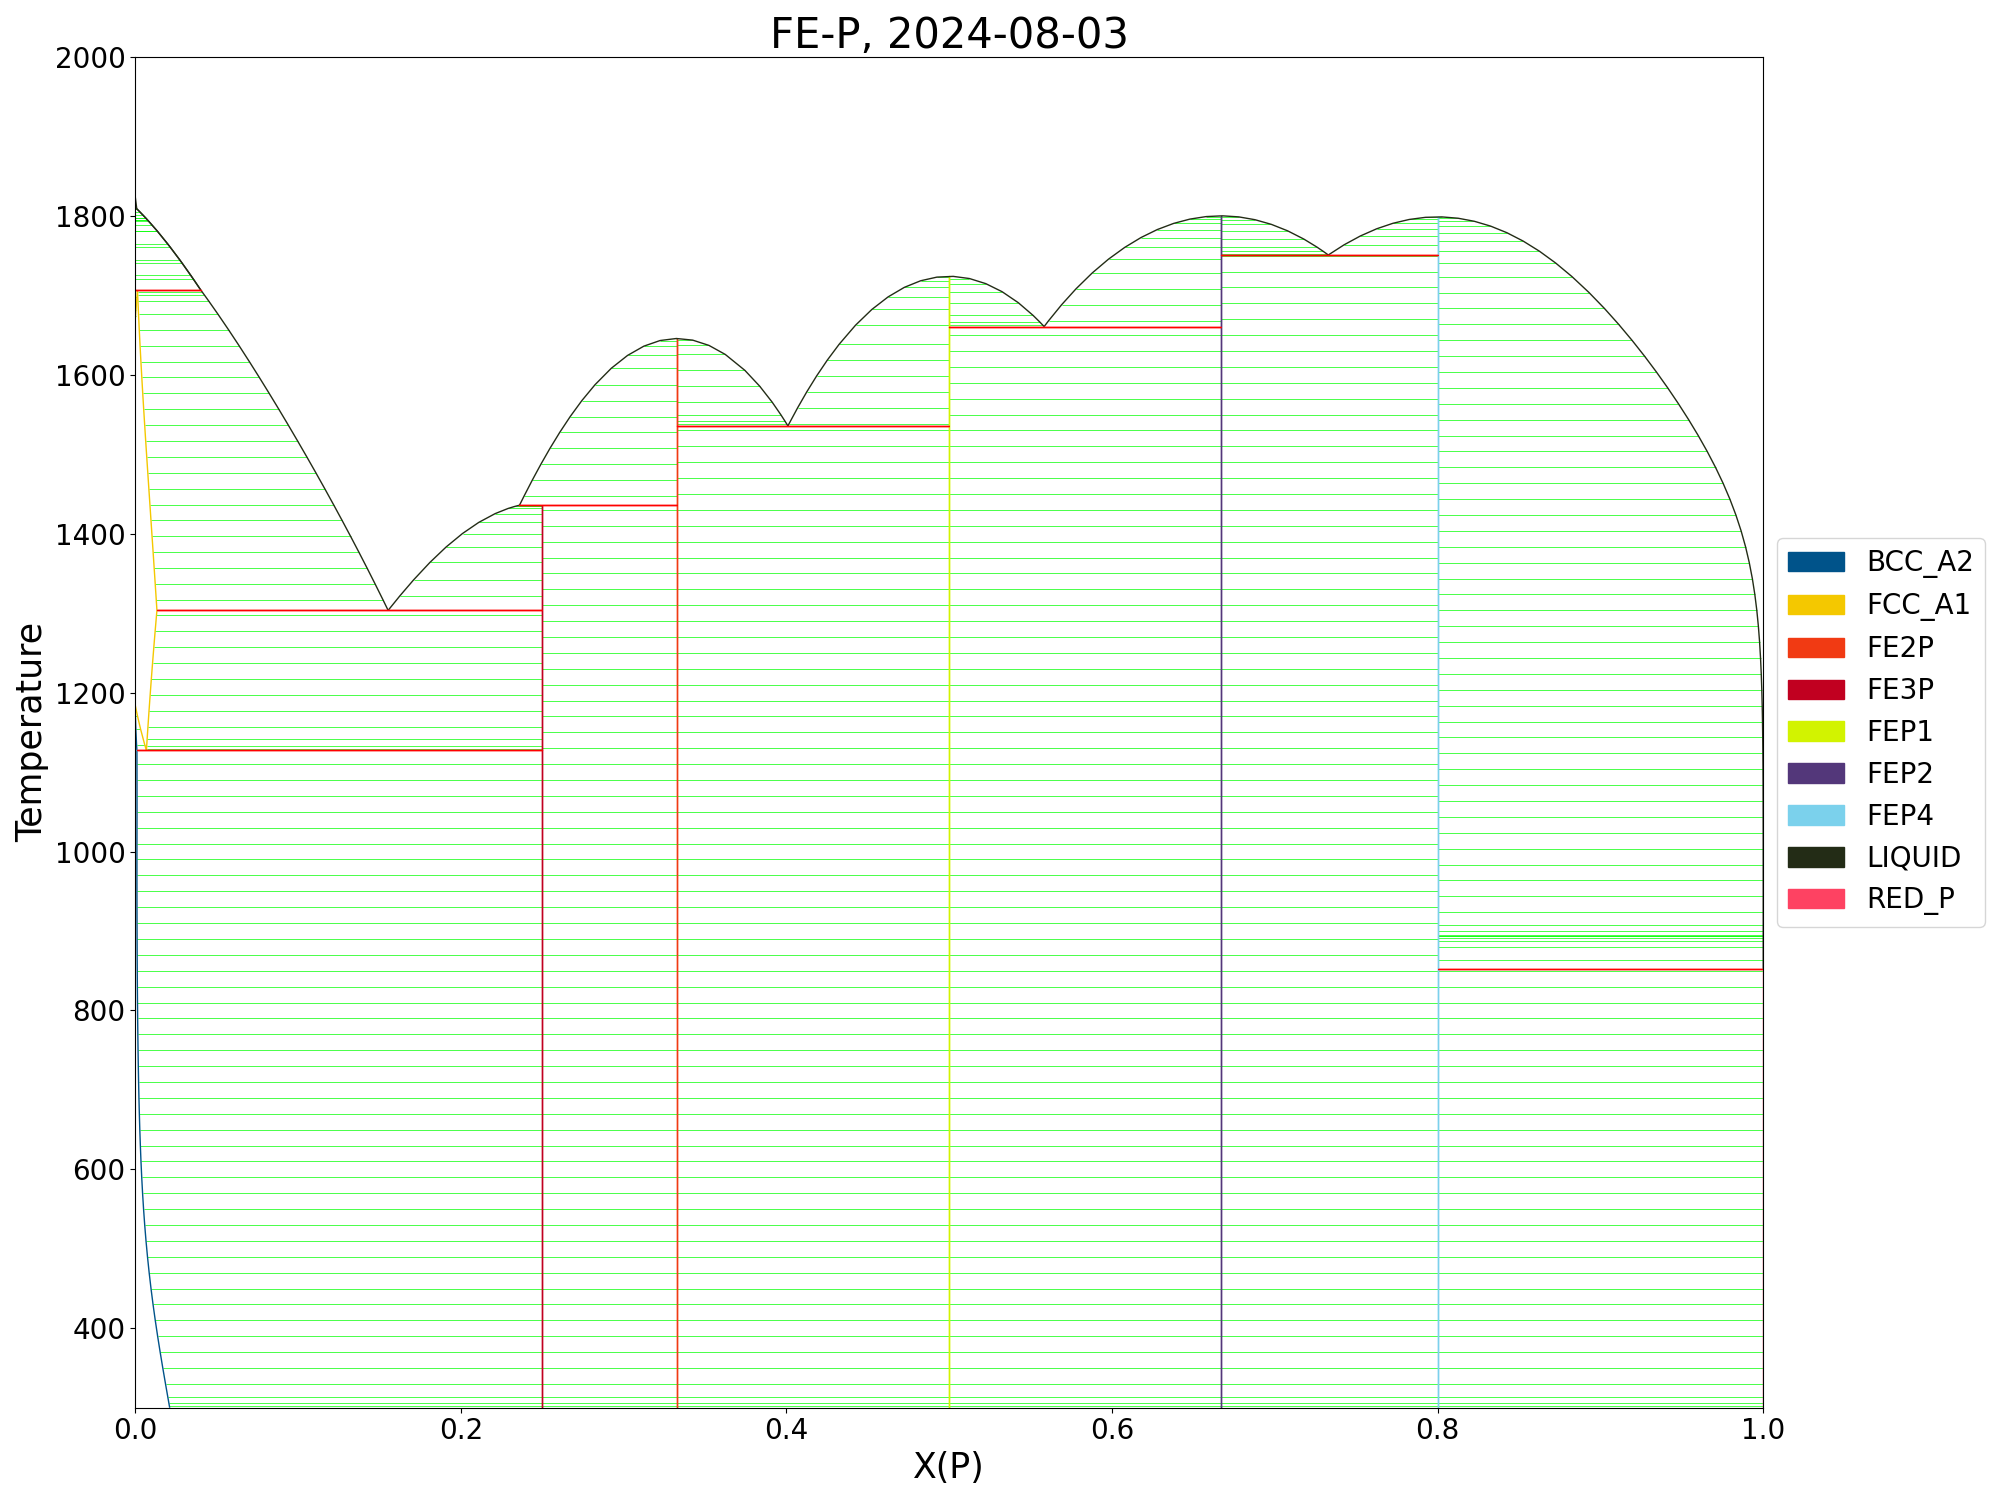 FE-P, 2024-08-03
2000
1800
1600
1400
1200
1000
800
600
400
Temperature
0.0 0.2 0.4 0.6 0.8 1.0
X(P)
BCC_A2
FCC_A1
FE2P
FE3P
FEP1
FEP2
FEP4
LIQUID
RED_P